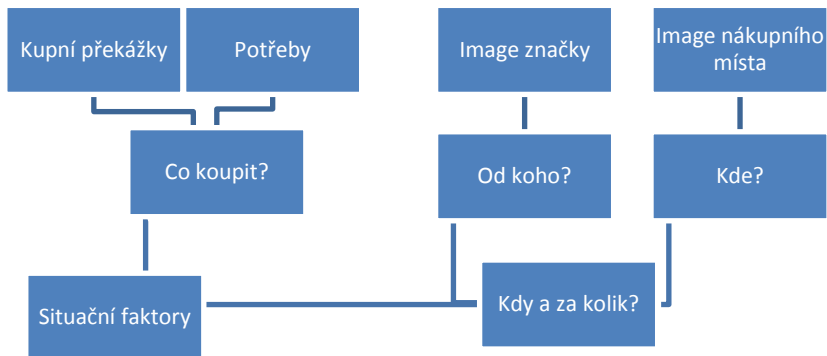 Kupní překážky
Potřeby
Image značky
Image nákupního
místa
Co koupit?
Od koho?
Kde?
Situační faktory
Kdy a za kolik?